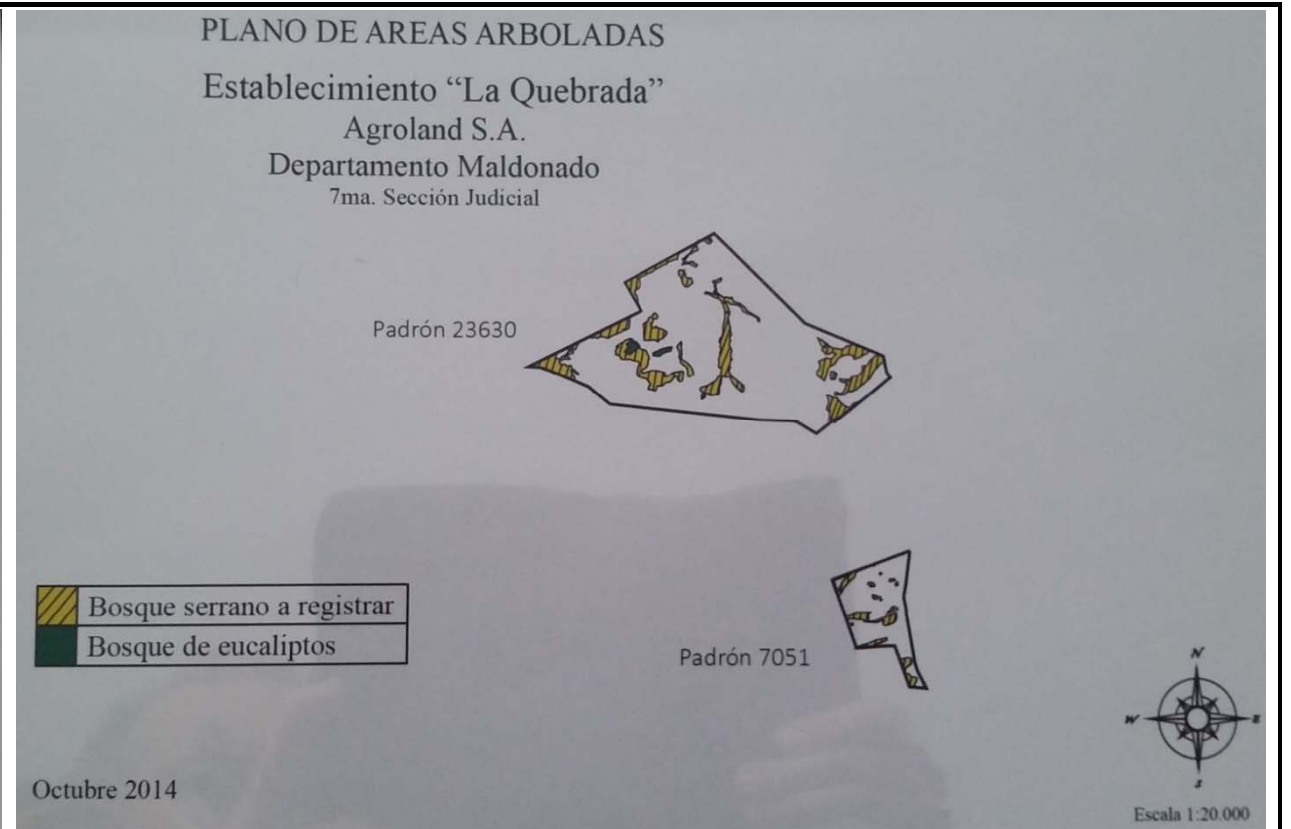 PLANO DE AREAS ARBOLADAS
Establecimiento “La Quebrada”
Agroland S.A.
Departamento Maldonado
7ma. Sección Judicial
Padrón 23630
Bosque serrano a registrar
Bosque de eucaliptos
Padrón 7051
N
W
E
S
Octubre 2014
Escala 1:20.000